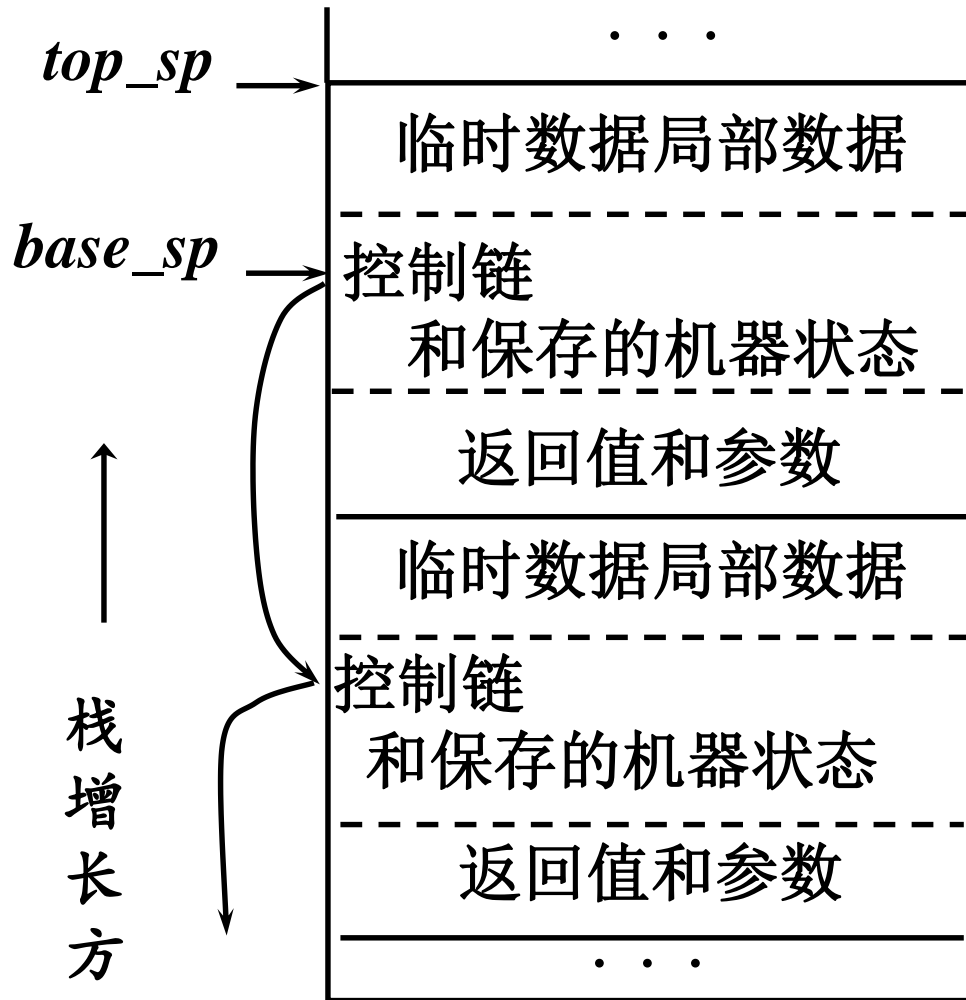 . . .
top_sp
临时数据局部数据
base_sp
控制链
和保存的机器状态
返回值和参数
临时数据局部数据
控制链
和保存的机器状态
返回值和参数
. . .
栈
增
长
方